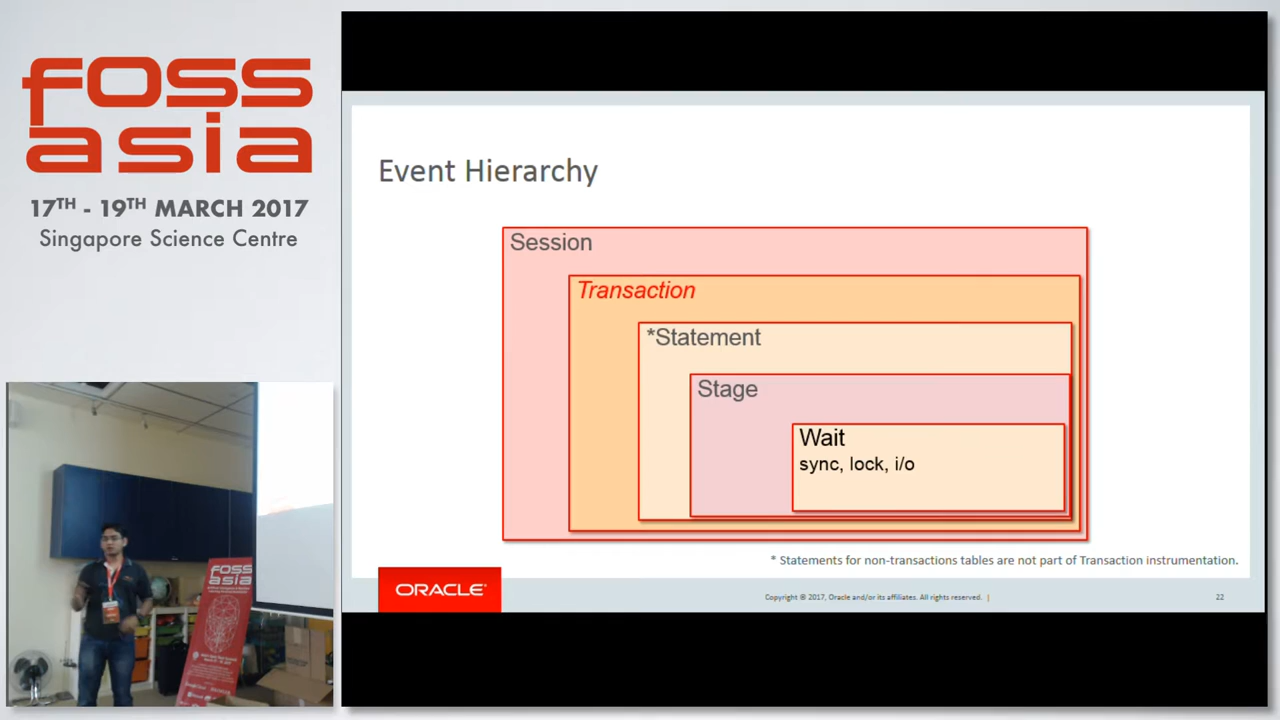 foss
asia
17TH - 19TH MARCH 2017
Singapore Science Centre
Event Hierarchy
Session
Transaction
*Statement
Stage
Wait
sync, lock, i/o
* Statements for non-transactions tables are not part of Transaction instrumentation.
ORACLE®
Copyright © 2017, Oracle and/or its affiliates. All rights reserved. |
22
FOSS
ASIA